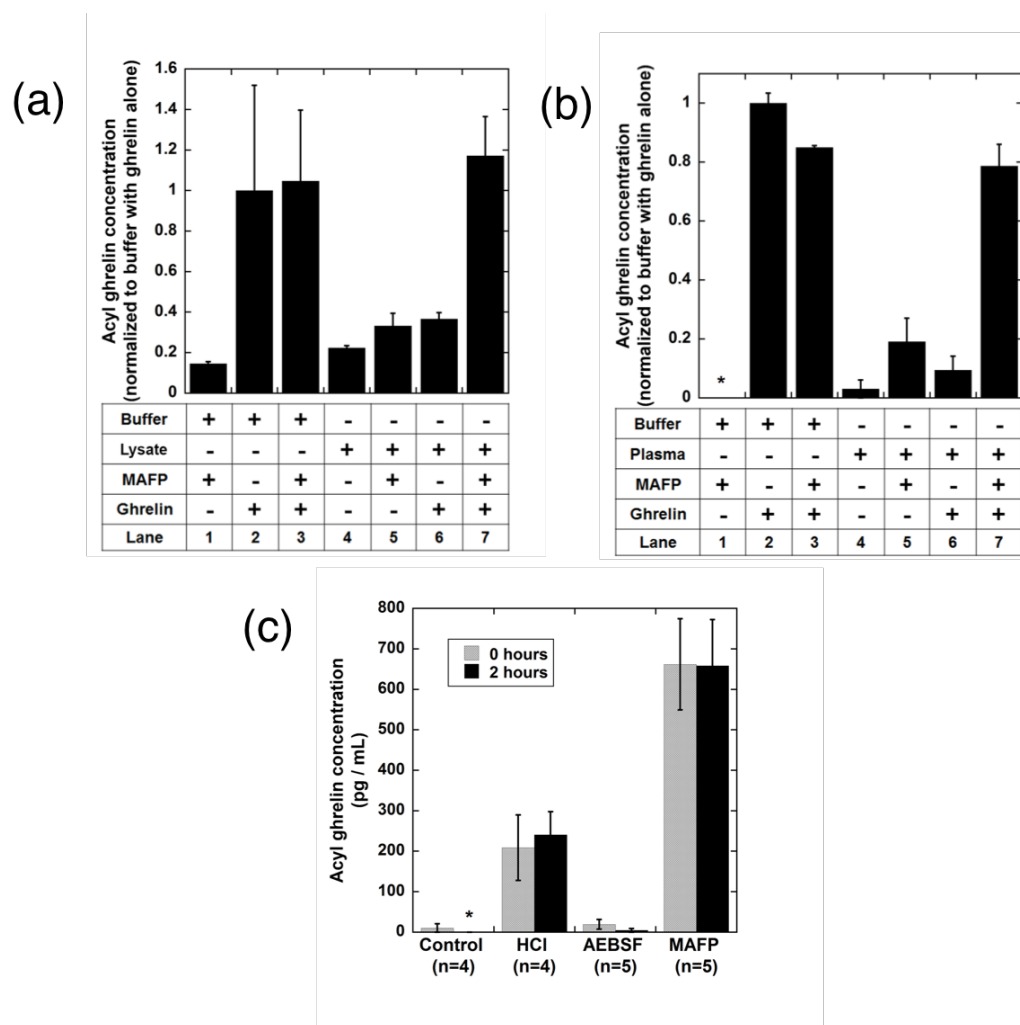 (a)
Acyl ghrelin concentration
(normalized to buffer with ghrelin alone)
1.6
1.4
1.2
1
0.8
0.6
0.4
0.2
0
Buffer + + + - - - -
Lysate - - - + + + +
MAFP + - + - + - +
Ghrelin - + + - - + +
Lane 1 2 3 4 5 6 7
(b)
Acyl ghrelin concentration
(normalized to buffer with ghrelin alone)
1
0.8
0.6
0.4
0.2
0
*
Buffer + + + - - - -
Plasma - - - + + + +
MAFP + - + - + - +
Ghrelin - + + - - + +
Lane 1 2 3 4 5 6 7
(c)
Acyl ghrelin concentration
(pg / mL)
800
700
600
500
400
300
200
100
0
0 hours
2 hours
*
Control HCl AEBSF MAFP
(n=4) (n=4) (n=5) (n=5)